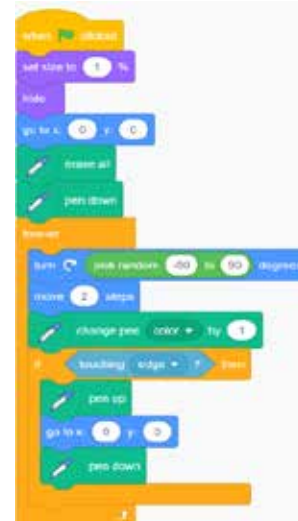 when clicked
set size to 1 %
hide
go to x: 0 y: 0
erase all
pen down
forever
turn pick random -90 to 90 degrees
move 2 steps
change pen color by 1
if touching edge ? then
pen up
go to x: 0 y: 0
pen down